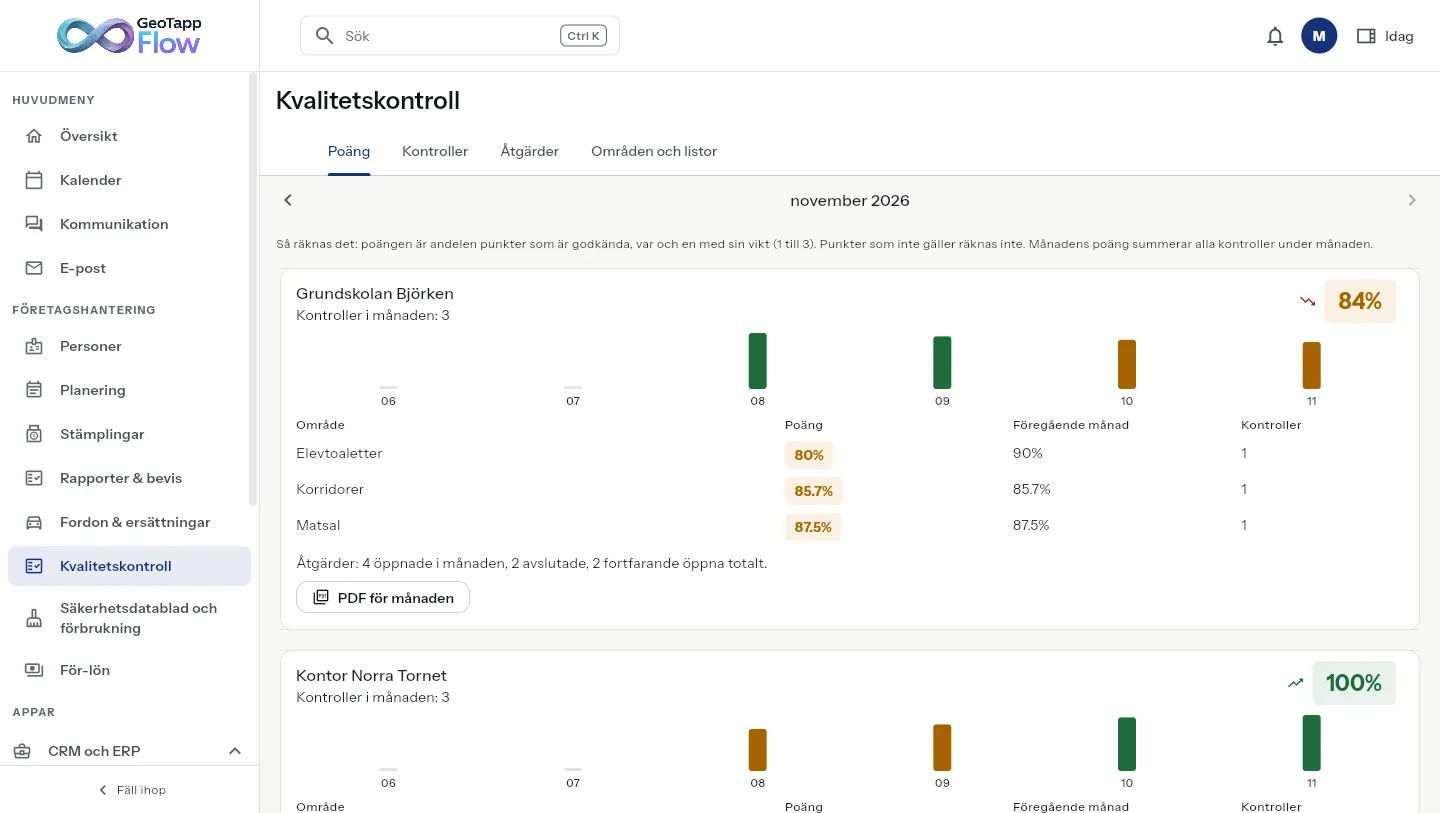 GeoTapp
Flow
Sök
Ctrl K
M
Idag
HUVUDMENY
Översikt
Kalender
Kommunikation
E-post
FÖRETAGSHANTERING
Personer
Planering
Stämplingar
Rapporter & bevis
Fordon & ersättningar
Kvalitetskontroll
Säkerhetsdatablad och
förbrukning
För-lön
APPAR
CRM och ERP
Fäll ihop
Kvalitetskontroll
Poäng
Kontroller
Åtgärder
Områden och listor
november 2026
Så räknas det: poängen är andelen punkter som är godkända, var och en med sin vikt (1 till 3). Punkter som inte gäller räknas inte. Månadens poäng summerar alla kontroller under månaden.
Grundskolan Björken
84%
Kontroller i månaden: 3
06 07 08 09 10 11
Område Poäng Föregående månad Kontroller
Elevtoaletter 80% 90% 1
Korridorer 85.7% 85.7% 1
Matsal 87.5% 87.5% 1
Åtgärder: 4 öppnade i månaden, 2 avslutade, 2 fortfarande öppna totalt.
PDF för månaden
Kontor Norra Tornet
100%
Kontroller i månaden: 3
06 07 08 09 10 11
Område Poäng Föregående månad Kontroller